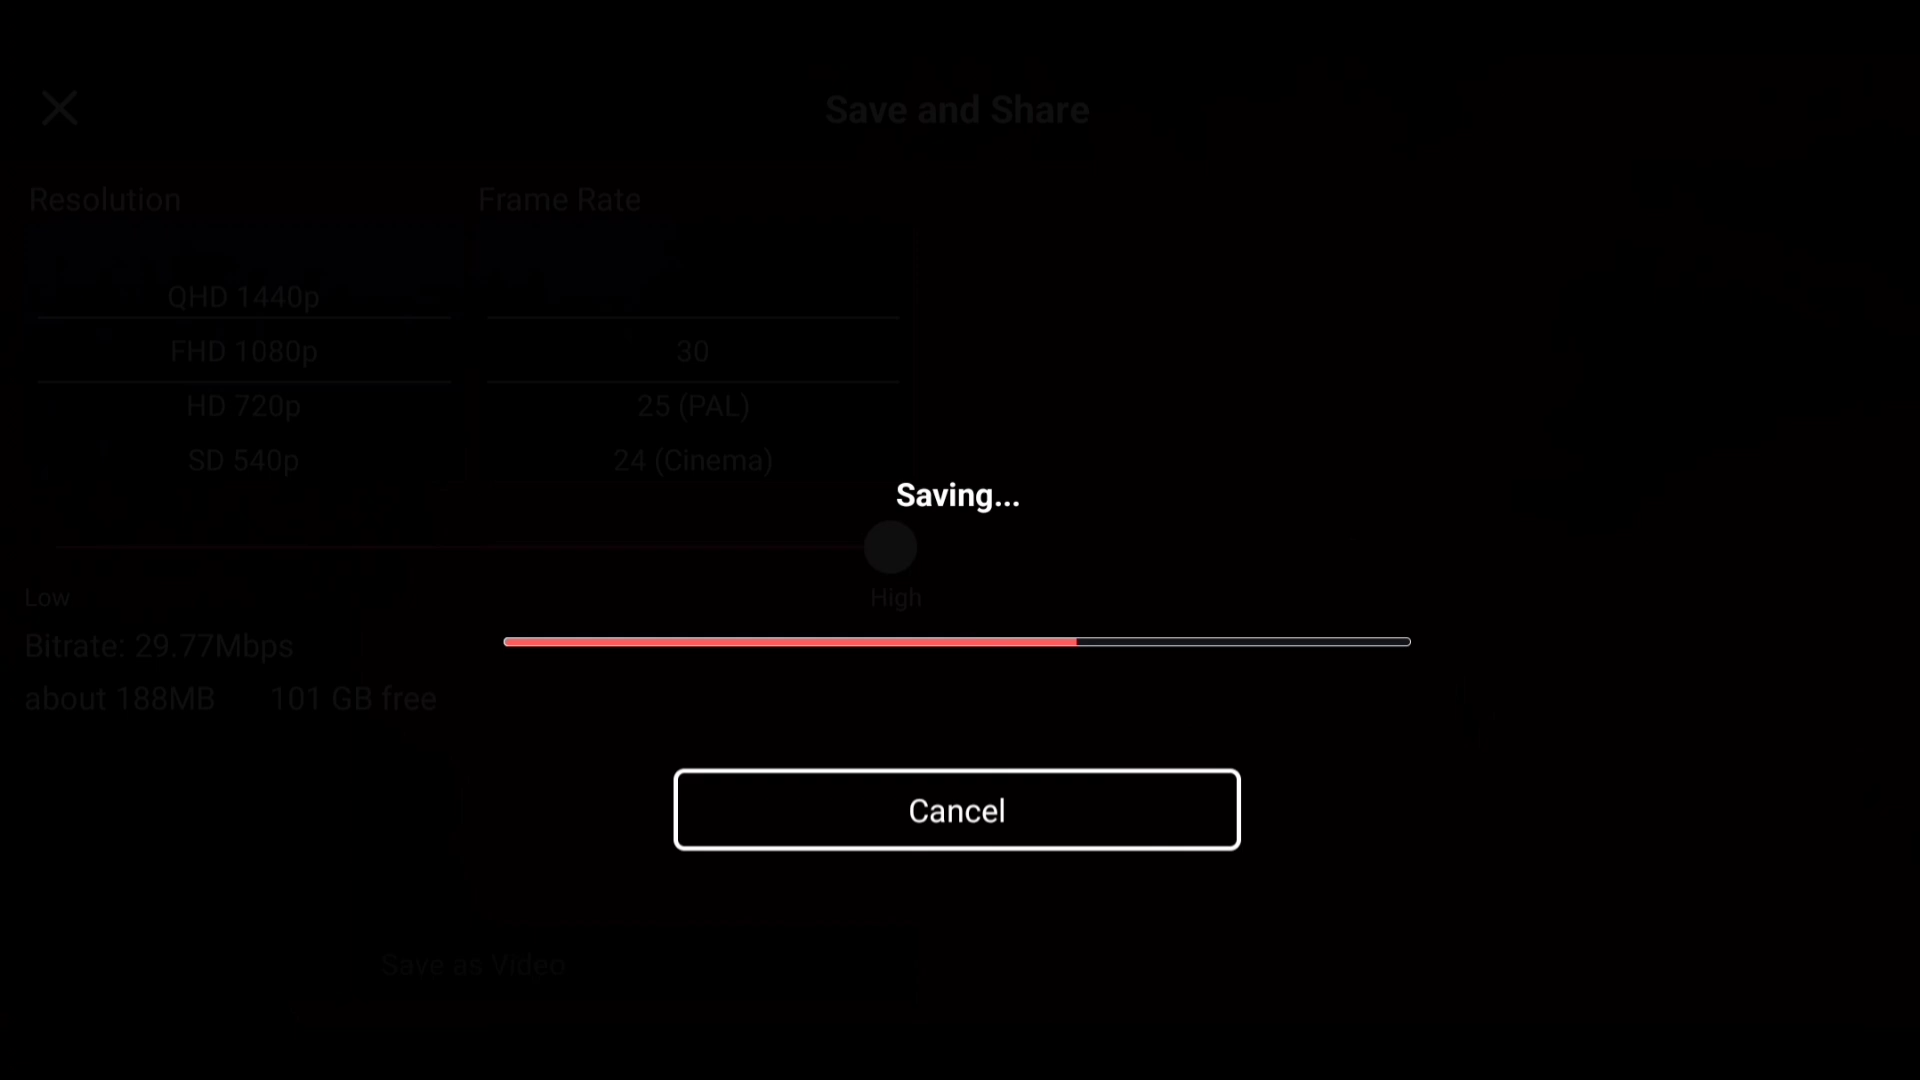 Save and Share
Resolution
Frame Rate
QHD 1440p
FHD 1080p
30
HD 720p
25 (PAL)
SD 540p
24 (Cinema)
Saving...
Low
High
Bitrate: 29.77Mbps
about 188MB
101 GB free
Cancel
Save as Video